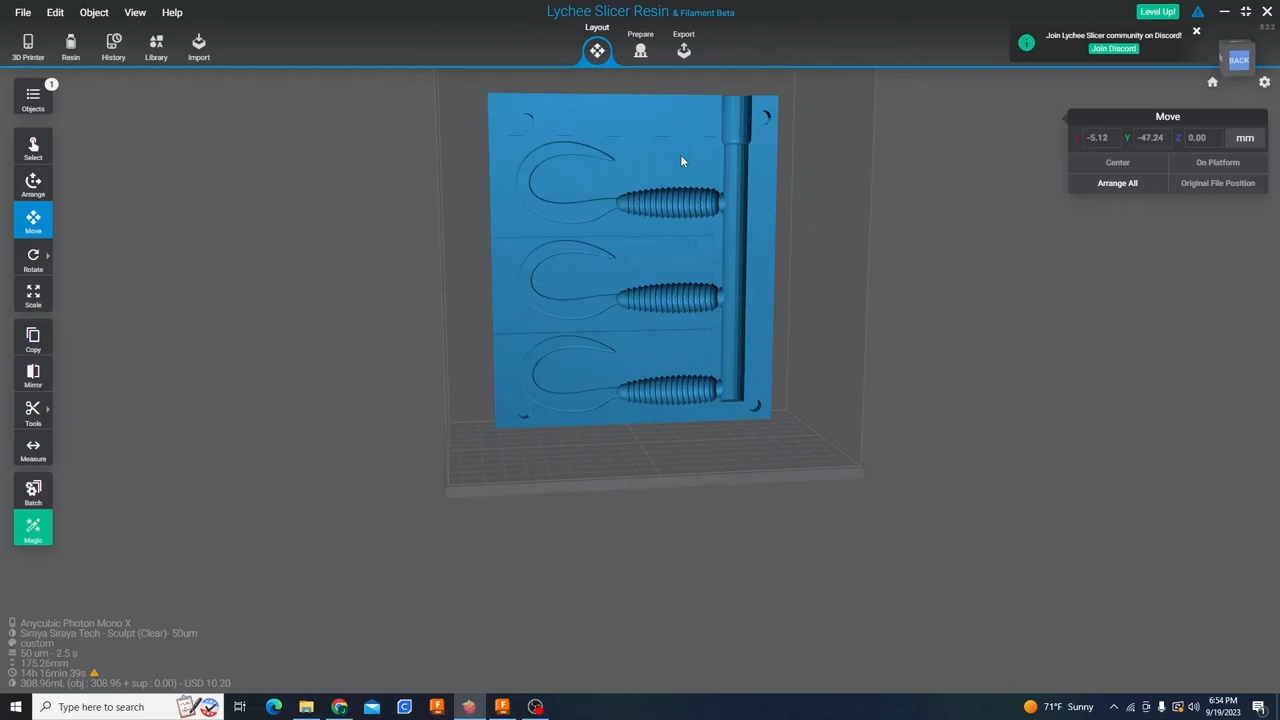 File Edit Object View Help
Lychee Slicer Resin & Filament Beta
Level Up!
5.2.2
3D Printer Resin History Library Import
Layout Prepare Export
Join Lychee Slicer community on Discord!
Join Discord
BACK
Objects 1
Select
Arrange
Move
Rotate
Scale
Copy
Mirror
Tools
Measure
Batch
Magic
Move
X -5.12 Y -47.24 Z 0.00 mm
Center On Platform
Arrange All Original File Position
Anycubic Photon Mono X
Siraya Siraya Tech - Sculpt (Clear)- 50um
custom
50 um - 2.5 s
175.26mm
14h 16min 39s
308.96mL (obj : 308.96 + sup : 0.00) - USD 10.20
Type here to search
71°F Sunny
6:54 PM
9/19/2023